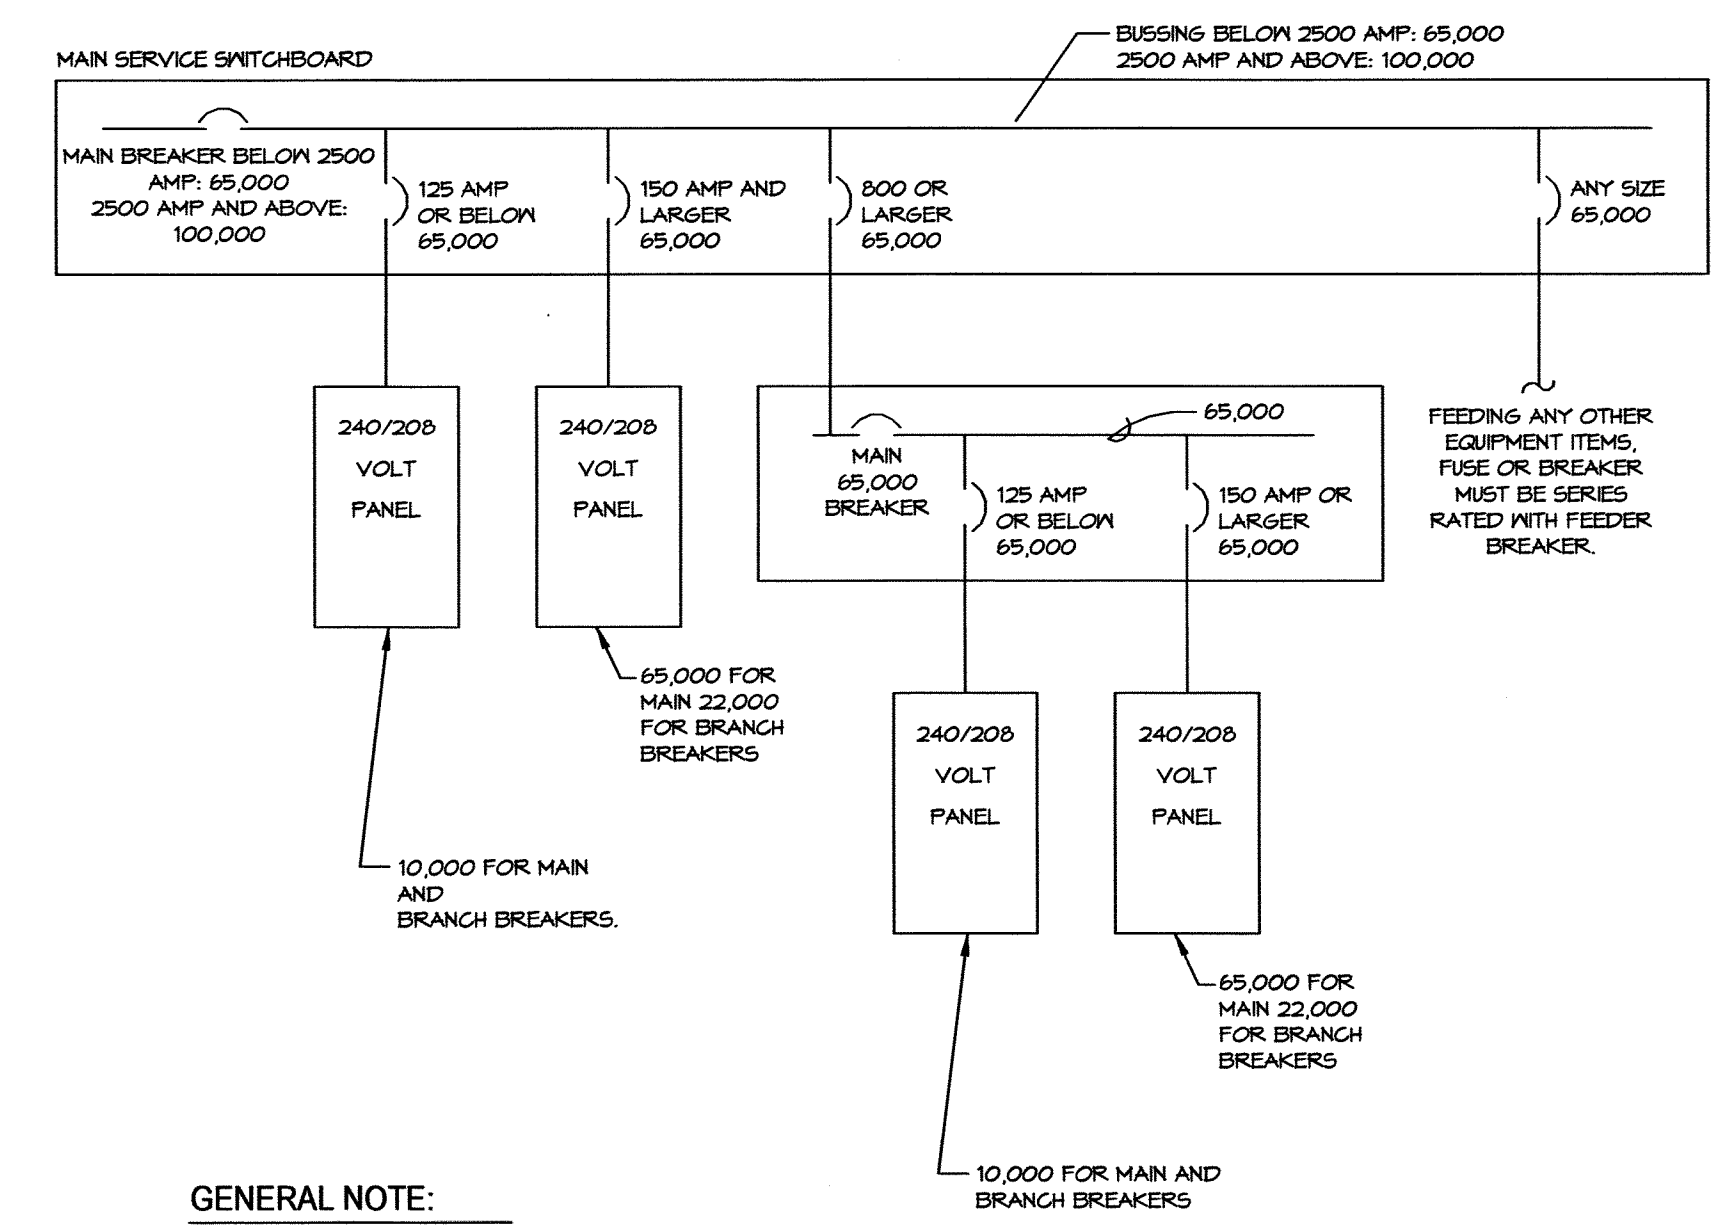 BUSSING BELOW 2500 AMP: 65,000
2500 AMP AND ABOVE: 100,000
MAIN SERVICE SWITCHBOARD
MAIN BREAKER BELOW 2500
AMP: 65,000
2500 AMP AND ABOVE:
100,000
125 AMP
OR BELOW
65,000
150 AMP AND
LARGER
65,000
800 OR
LARGER
65,000
ANY SIZE
65,000
240/208
VOLT
PANEL
240/208
VOLT
PANEL
65,000
MAIN
65,000
BREAKER
125 AMP
OR BELOW
65,000
150 AMP OR
LARGER
65,000
FEEDING ANY OTHER
EQUIPMENT ITEMS,
FUSE OR BREAKER
MUST BE SERIES
RATED WITH FEEDER
BREAKER.
65,000 FOR
MAIN 22,000
FOR BRANCH
BREAKERS
240/208
VOLT
PANEL
240/208
VOLT
PANEL
10,000 FOR MAIN
AND
BRANCH BREAKERS.
65,000 FOR
MAIN 22,000
FOR BRANCH
BREAKERS
10,000 FOR MAIN AND
BRANCH BREAKERS
GENERAL NOTE: